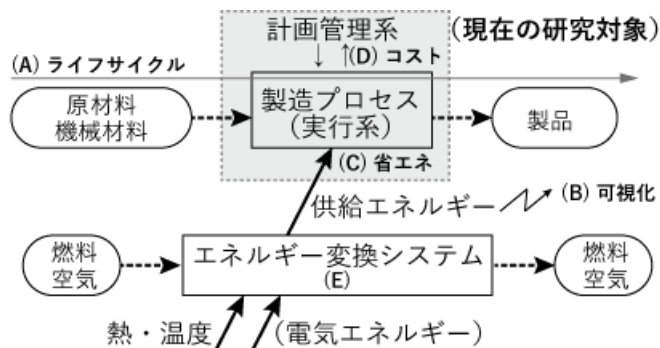 計画管理系
(現在の研究対象)
↓ ↑(D) コスト
(A) ライフサイクル
原材料
機械材料
製造プロセス
(実行系)
製品
(C) 省エネ
供給エネルギー
(B) 可視化
燃料
空気
エネルギー変換システム
(E)
燃料
空気
熱・温度
(電気エネルギー)